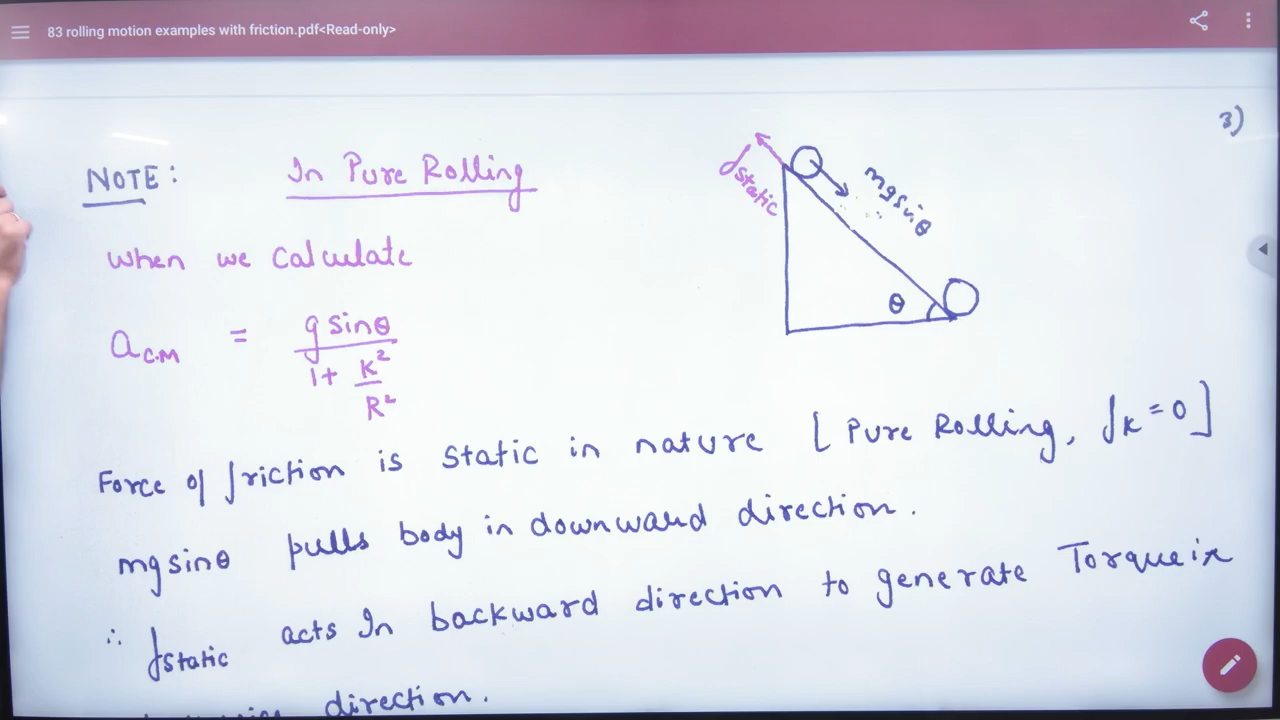 83 rolling motion examples with friction.pdf<Read-only>
3)
NOTE: In Pure Rolling
fstatic
mgsinθ
θ
when we calculate
aC.M = g sinθ / 1 + K² / R²
Force of friction is static in nature [Pure Rolling, fk = 0]
mg sinθ pulls body in downward direction.
∴ fstatic acts In backward direction to generate Torque in
direction.